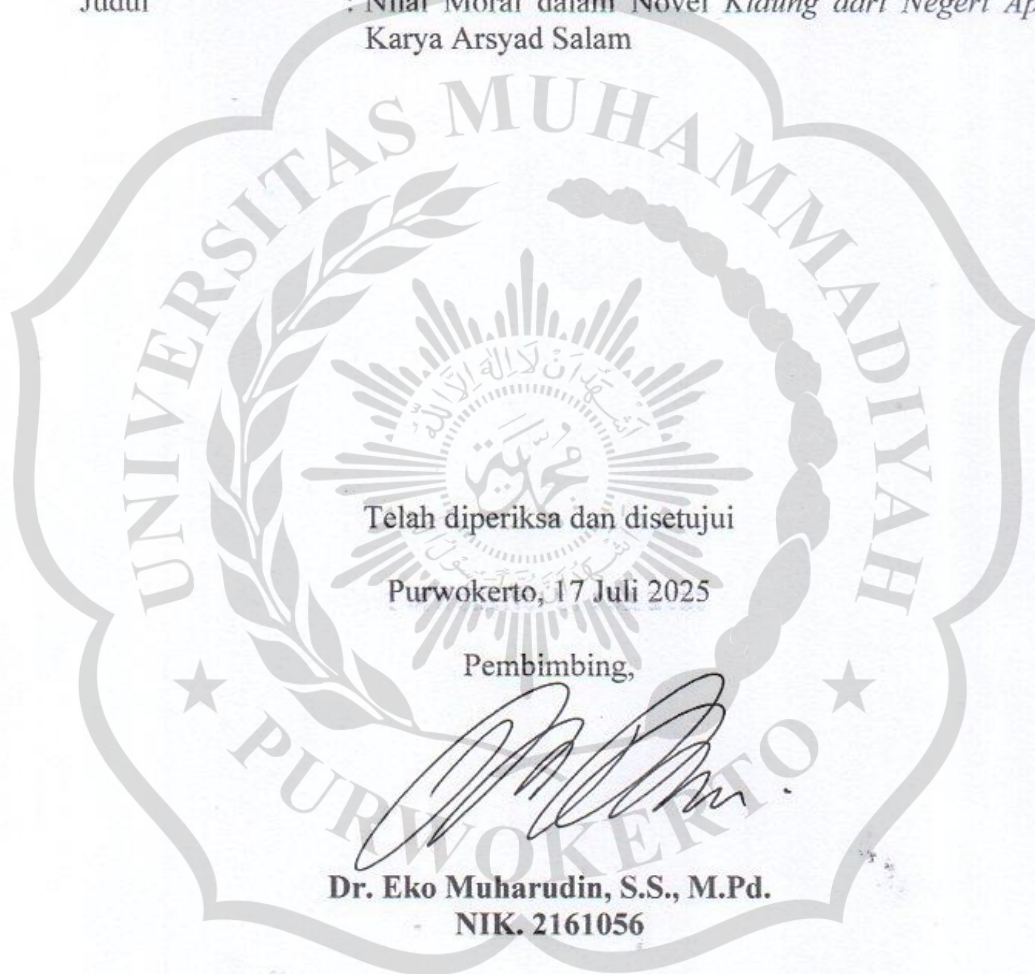 Judul : Nilai Moral dalam Novel Kidung dari Negeri
Karya Arsyad Salam
UNIVERSITAS MUHAMMADIYAH
PURWOKERTO
Telah diperiksa dan disetujui
Purwokerto, 17 Juli 2025
Pembimbing,
Dr. Eko Muharudin, S.S., M.Pd.
NIK. 2161056